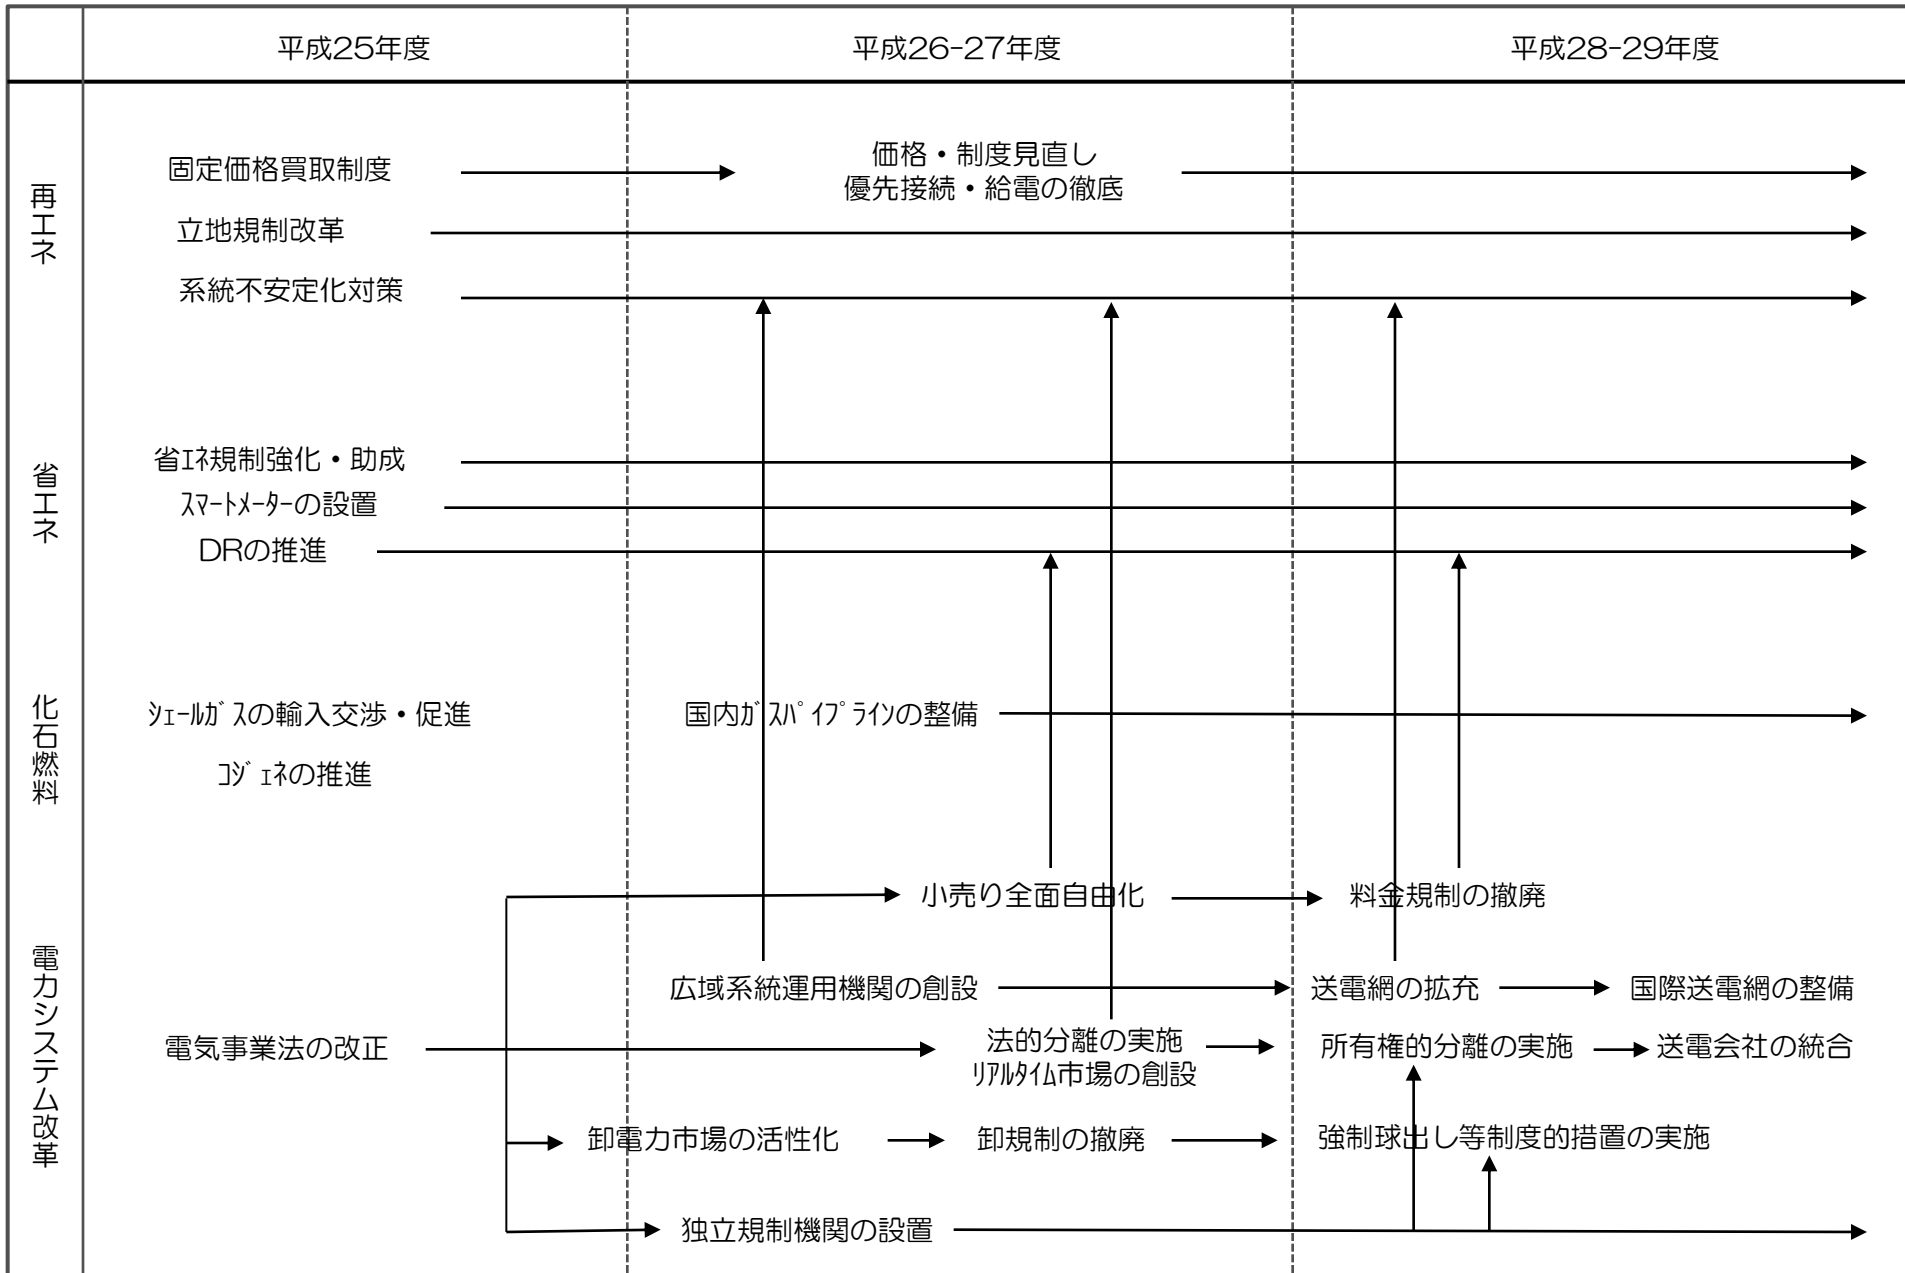 平成25年度
平成26-27年度
平成28-29年度
再エネ
固定価格買取制度
価格・制度見直し
優先接続・給電の徹底
立地規制改革
系統不安定化対策
省エネ
省ｴﾈ規制強化・助成
ｽﾏｰﾄﾒｰﾀｰの設置
DRの推進
化石燃料
ｼｪｰﾙｶﾞｽの輸入交渉・促進
国内ｶﾞｽﾊﾟｲﾌﾟﾗｲﾝの整備
ｺｼﾞｪﾈの推進
電力システム改革
小売り全面自由化
料金規制の撤廃
広域系統運用機関の創設
送電網の拡充
国際送電網の整備
電気事業法の改正
法的分離の実施
ﾘｱﾙﾀｲﾑ市場の創設
所有権的分離の実施
送電会社の統合
卸電力市場の活性化
卸規制の撤廃
強制球出し等制度的措置の実施
独立規制機関の設置